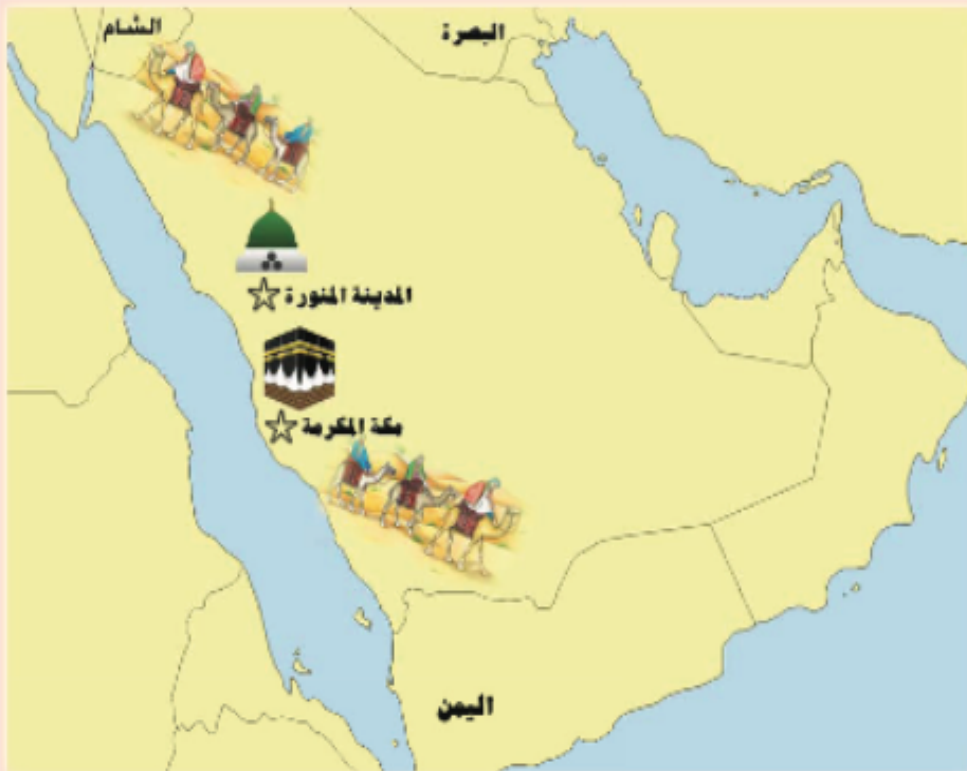 الشام
البصرة
المدينة المنورة
مكة المكرمة
اليمن